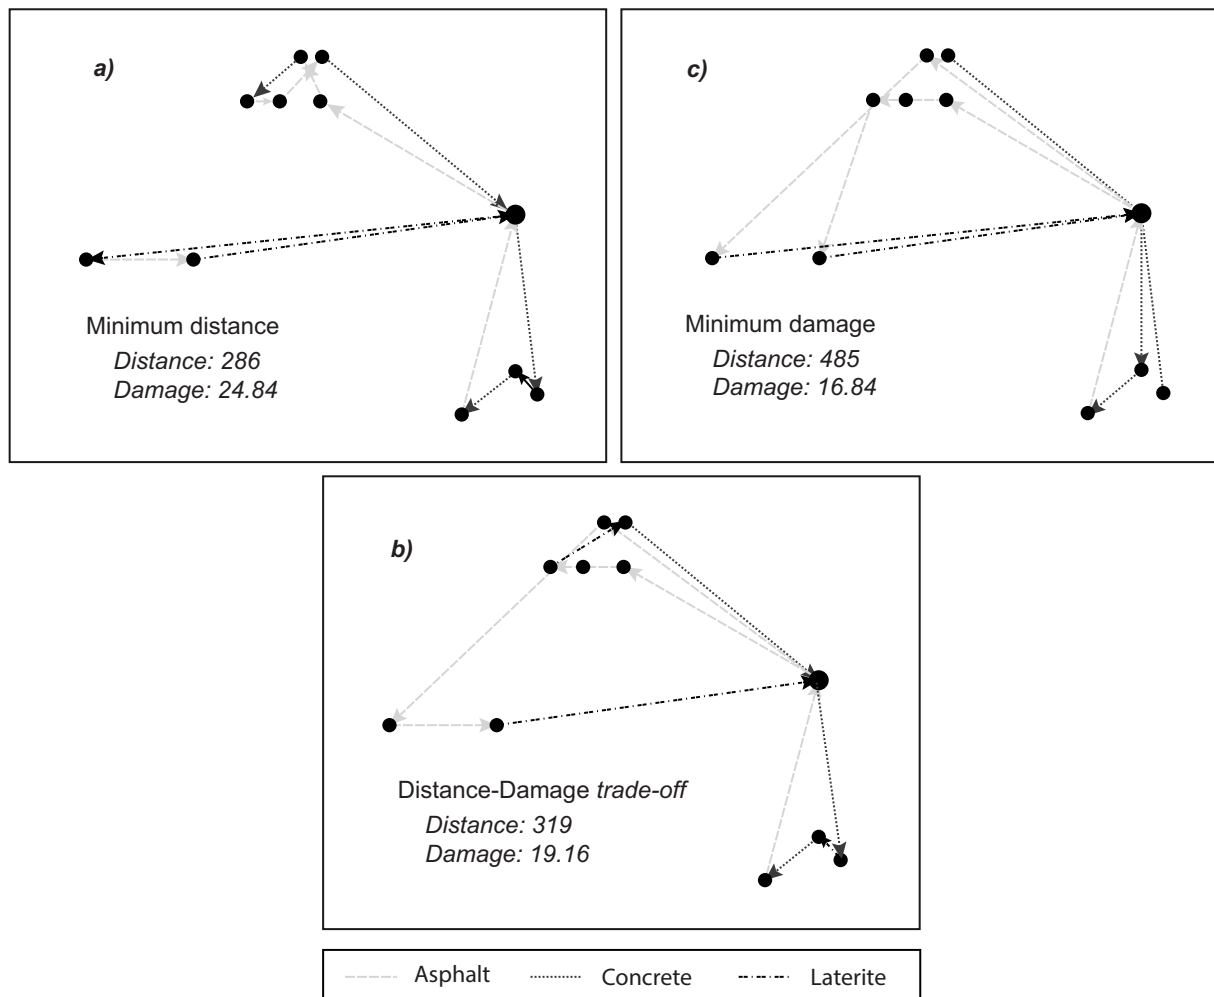 a)
Minimum distance
Distance: 286
Damage: 24.84
c)
Minimum damage
Distance: 485
Damage: 16.84
b)
Distance-Damage trade-off
Distance: 319
Damage: 19.16
Asphalt Concrete Laterite